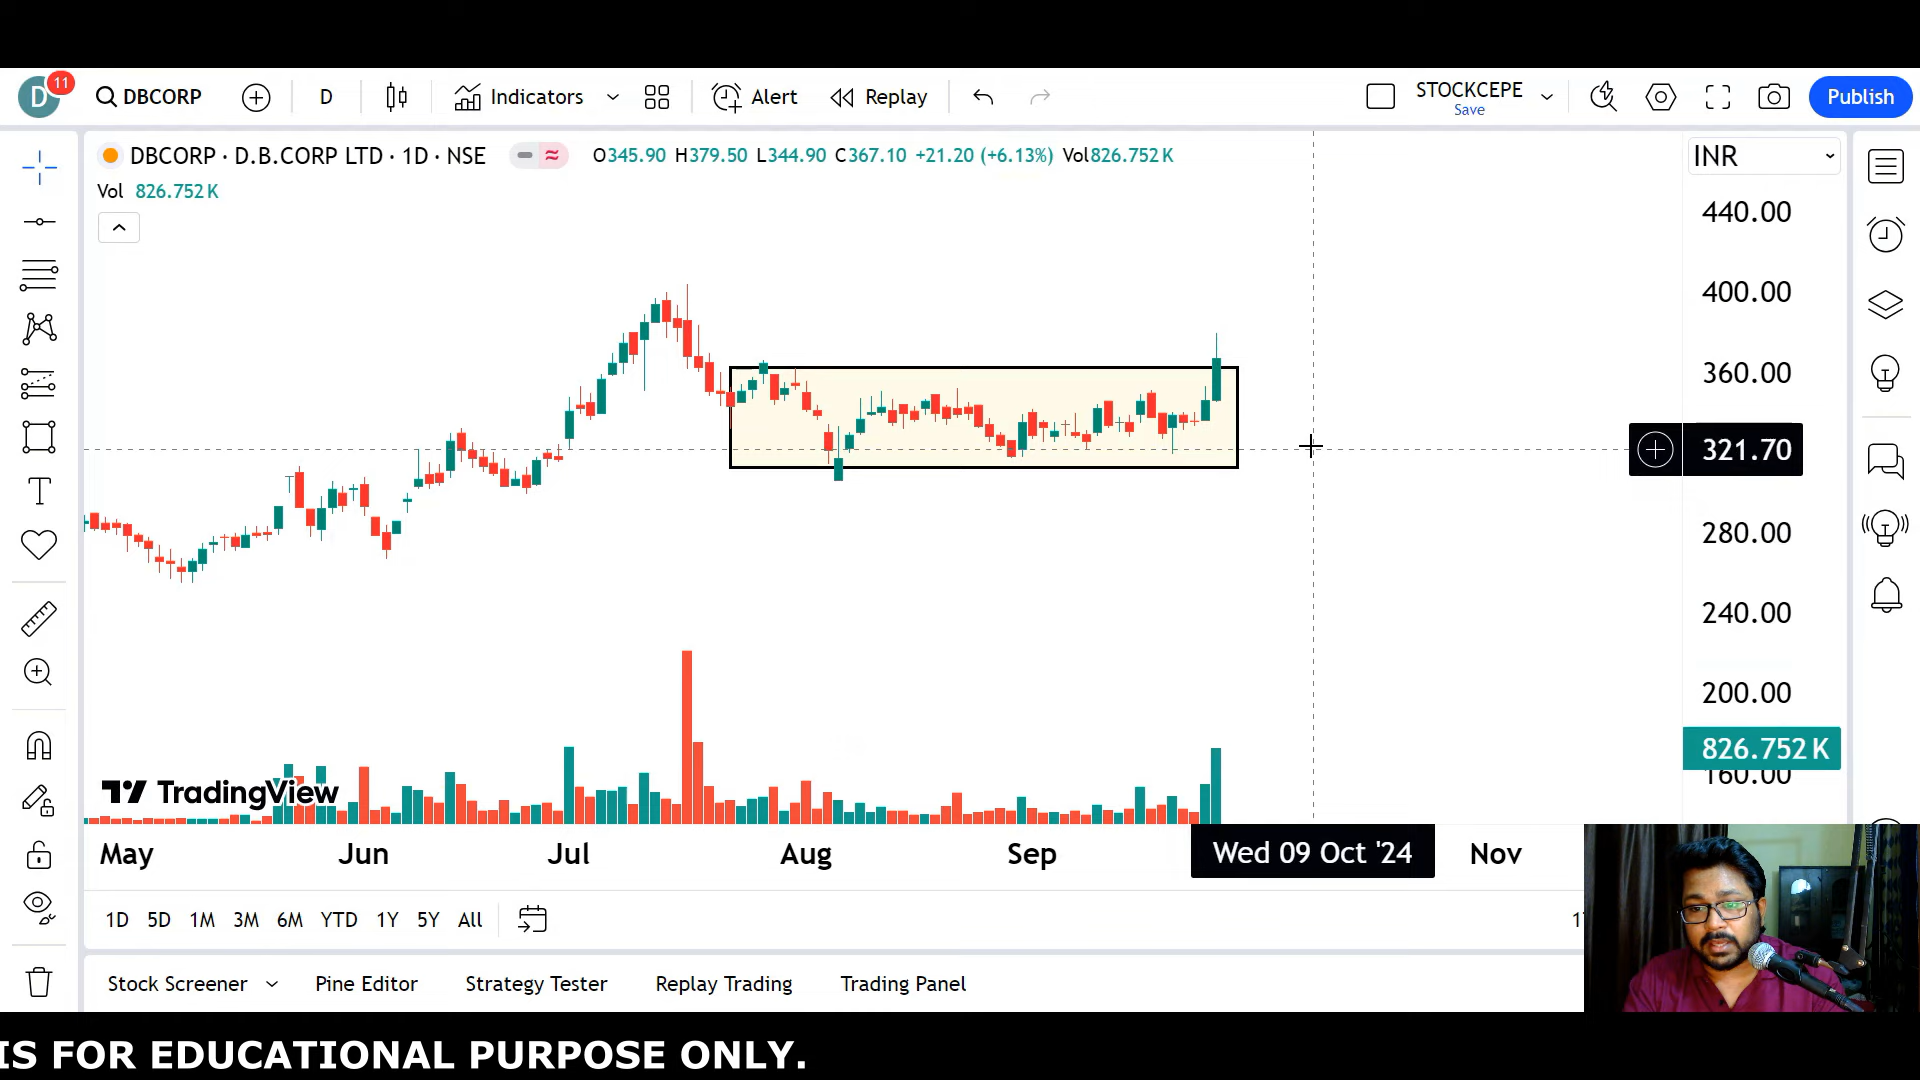 D 11 DBCORP D Indicators Alert Replay STOCKCEPE Save Publish
DBCORP · D.B.CORP LTD · 1D · NSE O345.90 H379.50 L344.90 C367.10 +21.20 (+6.13%) Vol826.752K
INR
Vol 826.752K
440.00
400.00
360.00
321.70
280.00
240.00
200.00
826.752K
160.00
TradingView
May Jun Jul Aug Sep Wed 09 Oct '24 Nov
1D 5D 1M 3M 6M YTD 1Y 5Y All
Stock Screener Pine Editor Strategy Tester Replay Trading Trading Panel
IS FOR EDUCATIONAL PURPOSE ONLY.